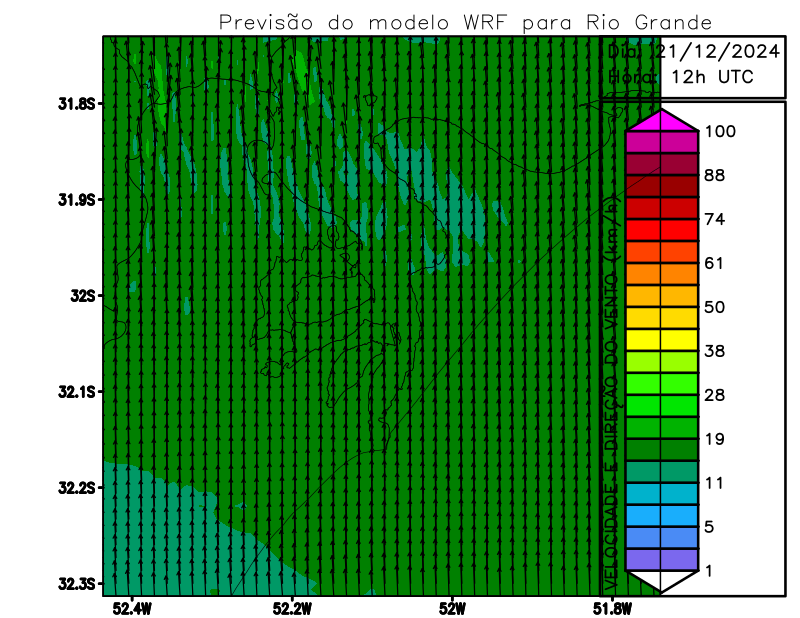 Previsão do modelo WRF para Rio Grande
Dia: 21/12/2024
Hora: 12h UTC
31.8S
31.9S
32S
32.1S
32.2S
32.3S
52.4W
52.2W
52W
51.8W
VELOCIDADE E DIREÇÃO DO VENTO (km/h)
100
88
74
61
50
38
28
19
11
5
1